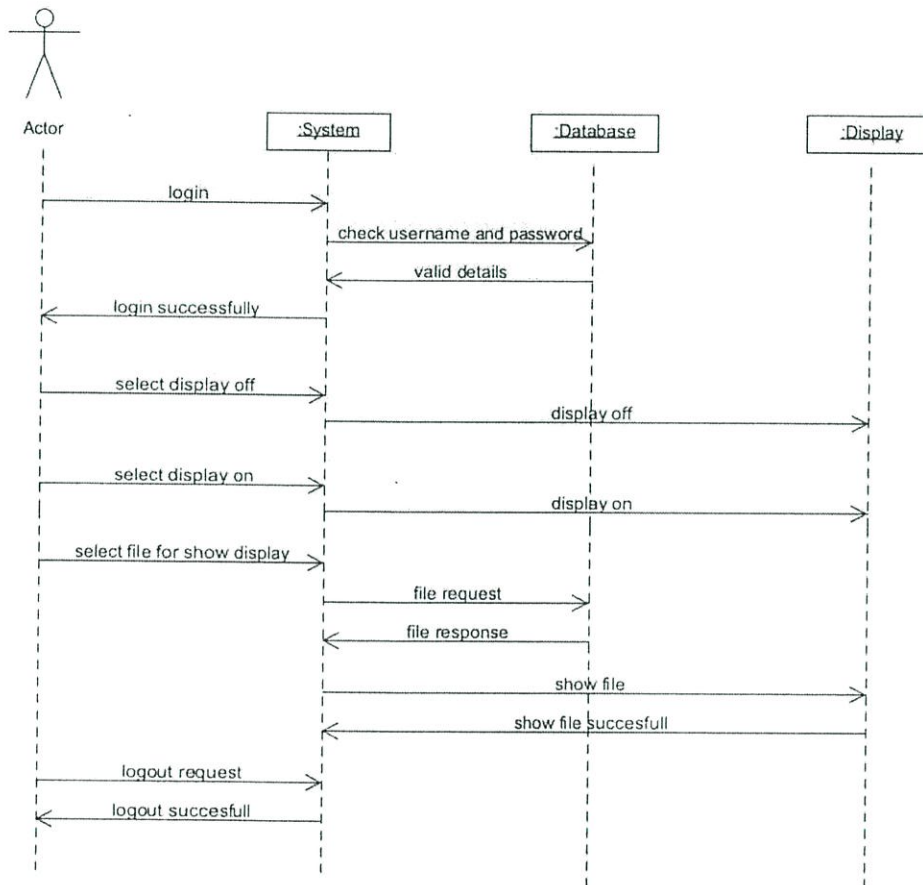 Actor
:System
:Database
:Display
login
check username and password
valid details
login successfully
select display off
display off
select display on
display on
select file for show display
file request
file response
show file
show file succesfull
logout request
logout succesfull